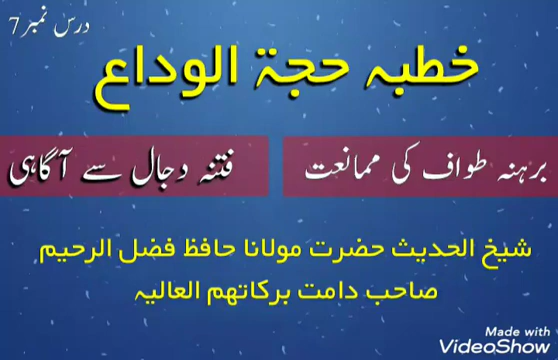 درس نمبر 7
خطبہ حجۃ الوداع
برہنہ طواف کی ممانعت
فتنہ دجال سے آگاہی
شیخ الحدیث حضرت مولانا حافظ فضل الرحیم
صاحب دامت برکاتھم العالیہ
Made with
VideoShow